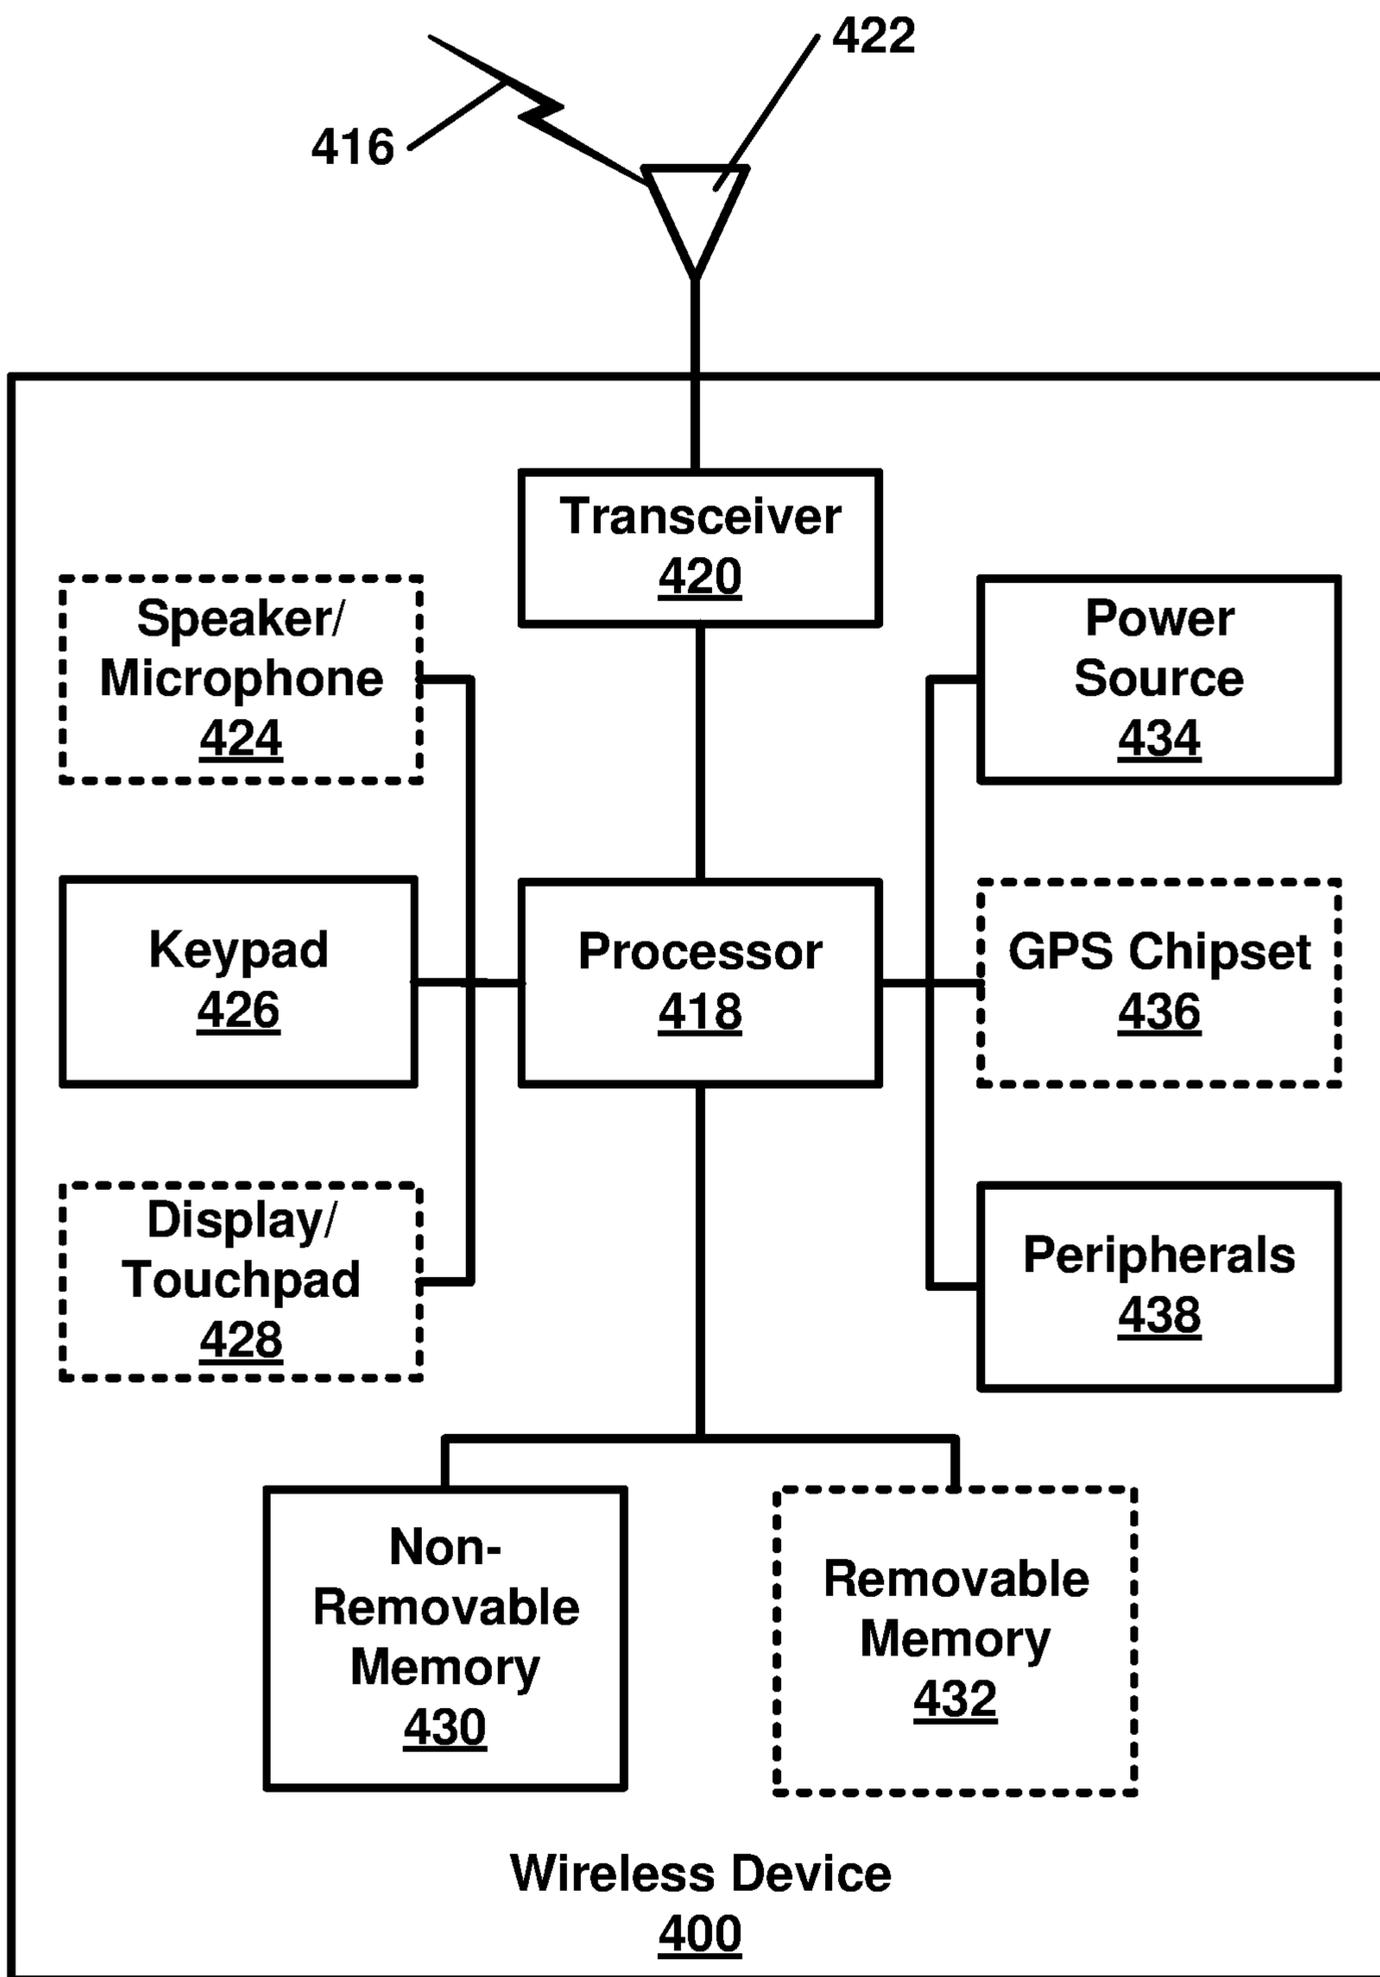 422
416
Transceiver
420
Speaker/
Microphone
424
Power
Source
434
Keypad
426
Processor
418
GPS Chipset
436
Display/
Touchpad
428
Peripherals
438
Non-
Removable
Memory
430
Removable
Memory
432
Wireless Device
400